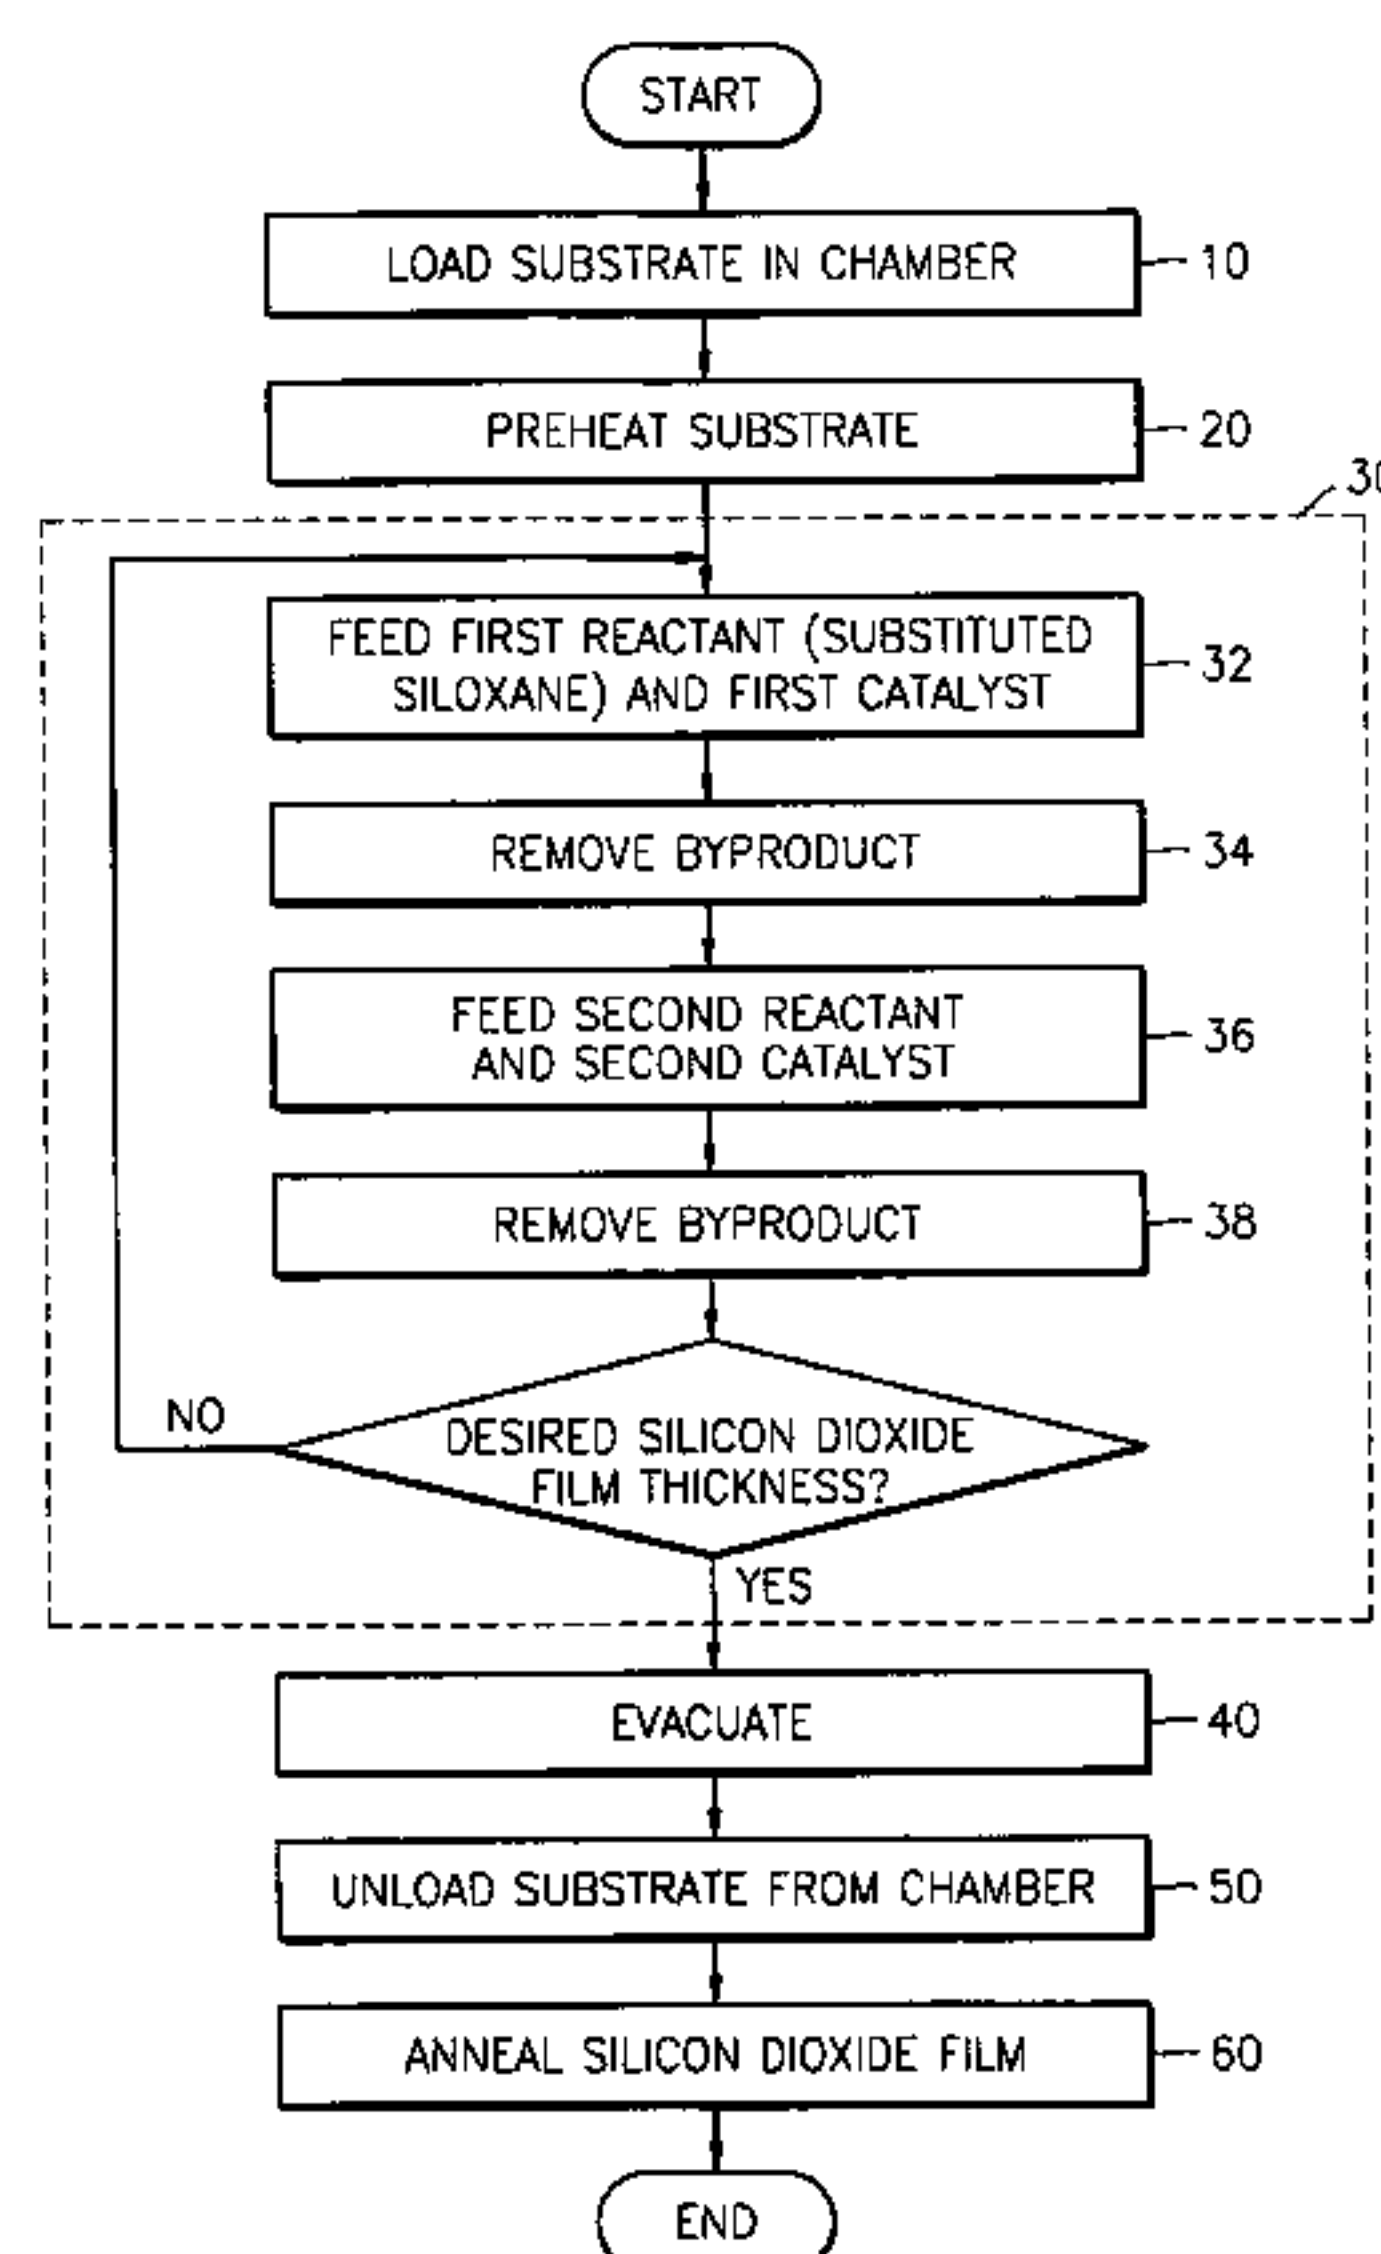 START
LOAD SUBSTRATE IN CHAMBER
10
PREHEAT SUBSTRATE
20
30
FEED FIRST REACTANT (SUBSTITUTED
SILOXANE) AND FIRST CATALYST
32
REMOVE BYPRODUCT
34
FEED SECOND REACTANT
AND SECOND CATALYST
36
REMOVE BYPRODUCT
38
NO
DESIRED SILICON DIOXIDE
FILM THICKNESS?
YES
EVACUATE
40
UNLOAD SUBSTRATE FROM CHAMBER
50
ANNEAL SILICON DIOXIDE FILM
60
END